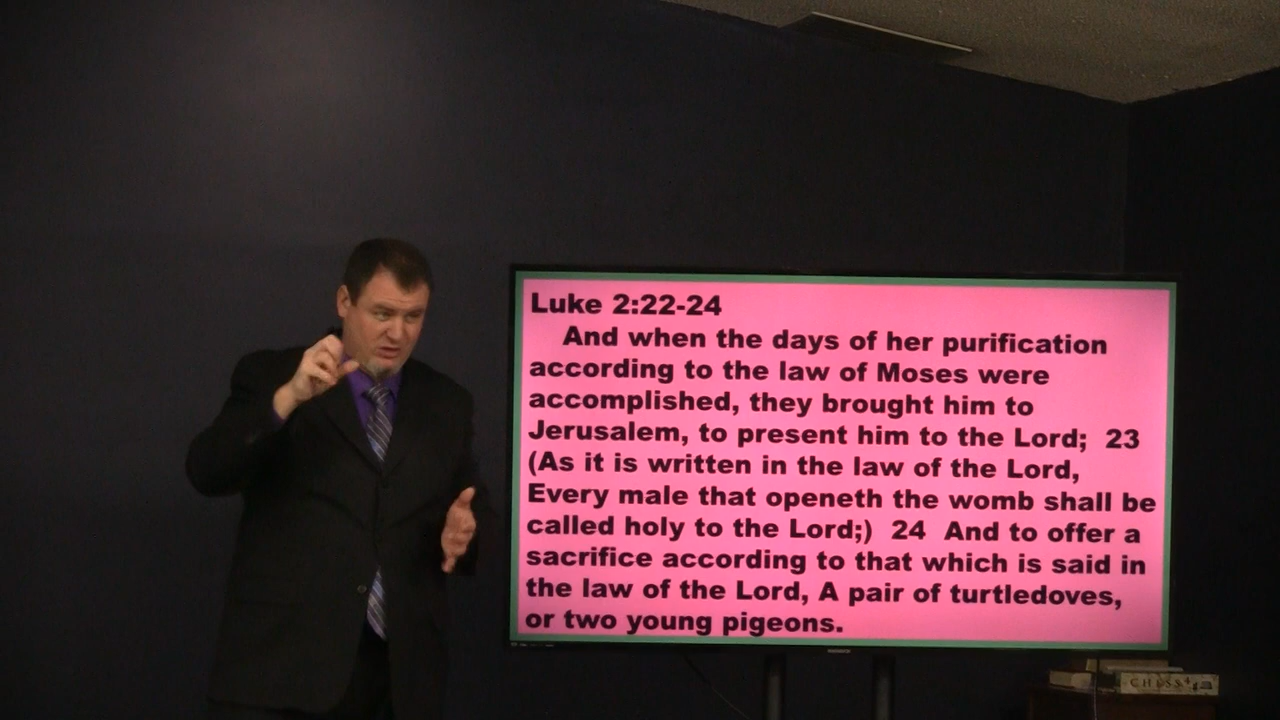 Luke 2:22-24
And when the days of her purification
according to the law of Moses were
accomplished, they brought him to
Jerusalem, to present him to the Lord; 23
(As it is written in the law of the Lord,
Every male that openeth the womb shall be
called holy to the Lord;) 24 And to offer a
sacrifice according to that which is said in
the law of the Lord, A pair of turtledoves,
or two young pigeons.
CHESS